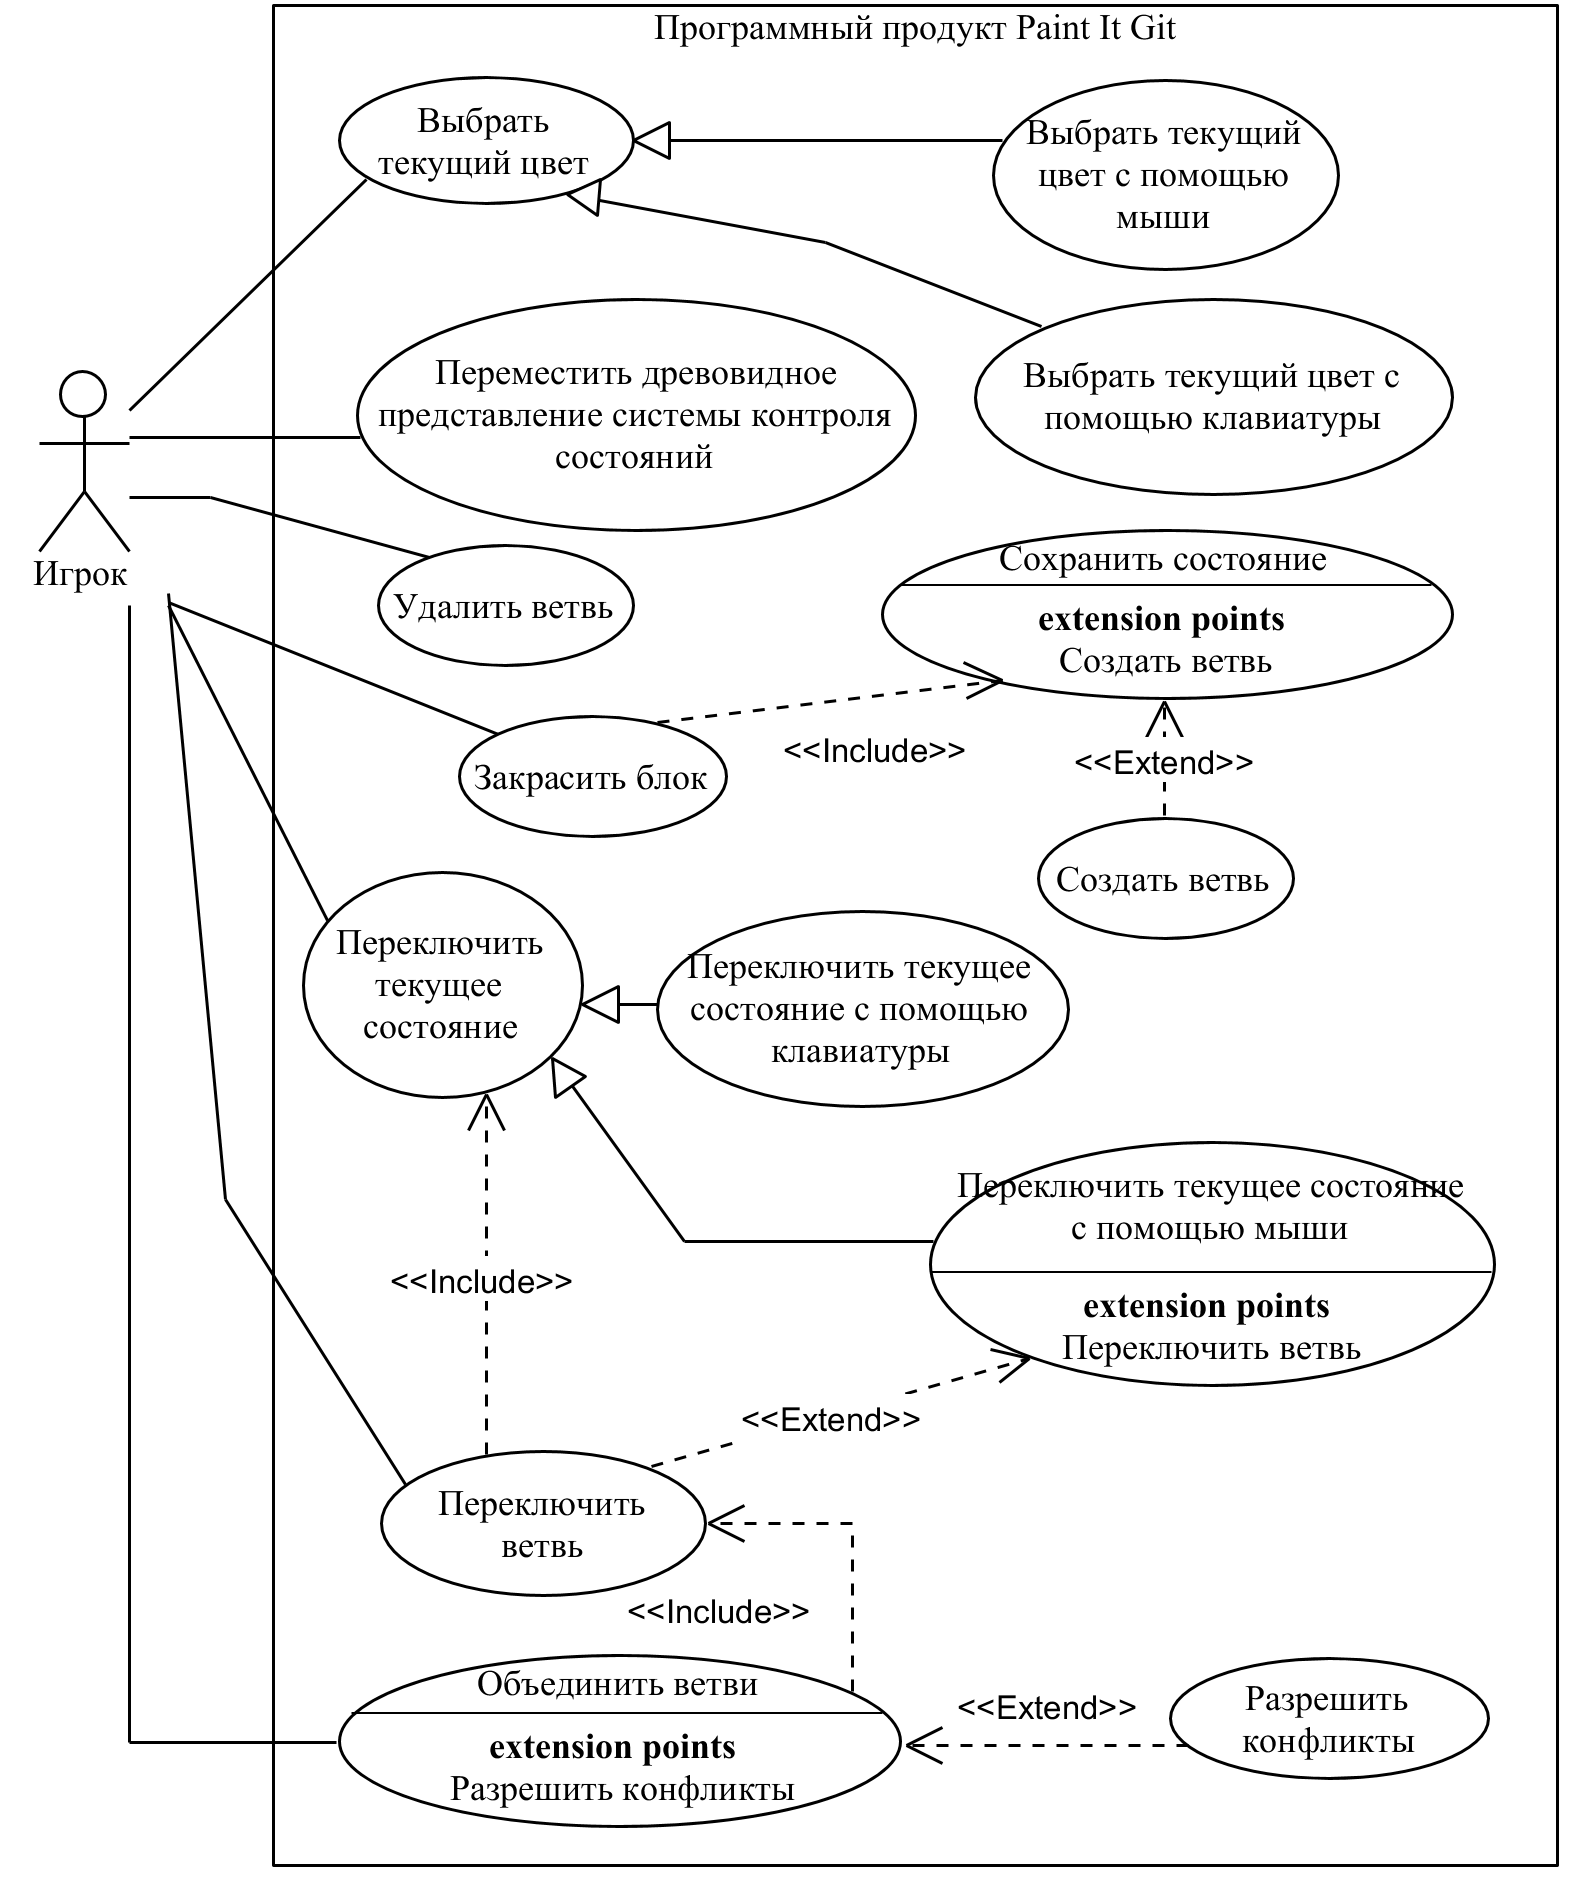 Программный продукт Paint It Git
Выбрать
текущий цвет
Выбрать текущий
цвет с помощью
мыши
Переместить древовидное
представление системы контроля
состояний
Выбрать текущий цвет с
помощью клавиатуры
Игрок
Удалить ветвь
Сохранить состояние
extension points
Создать ветвь
<<Include>>
<<Extend>>
Закрасить блок
Создать ветвь
Переключить
текущее
состояние
Переключить текущее
состояние с помощью
клавиатуры
Переключить текущее состояние
с помощью мыши
extension points
Переключить ветвь
<<Include>>
<<Extend>>
Переключить
ветвь
<<Include>>
Объединить ветви
extension points
Разрешить конфликты
<<Extend>>
Разрешить
конфликты